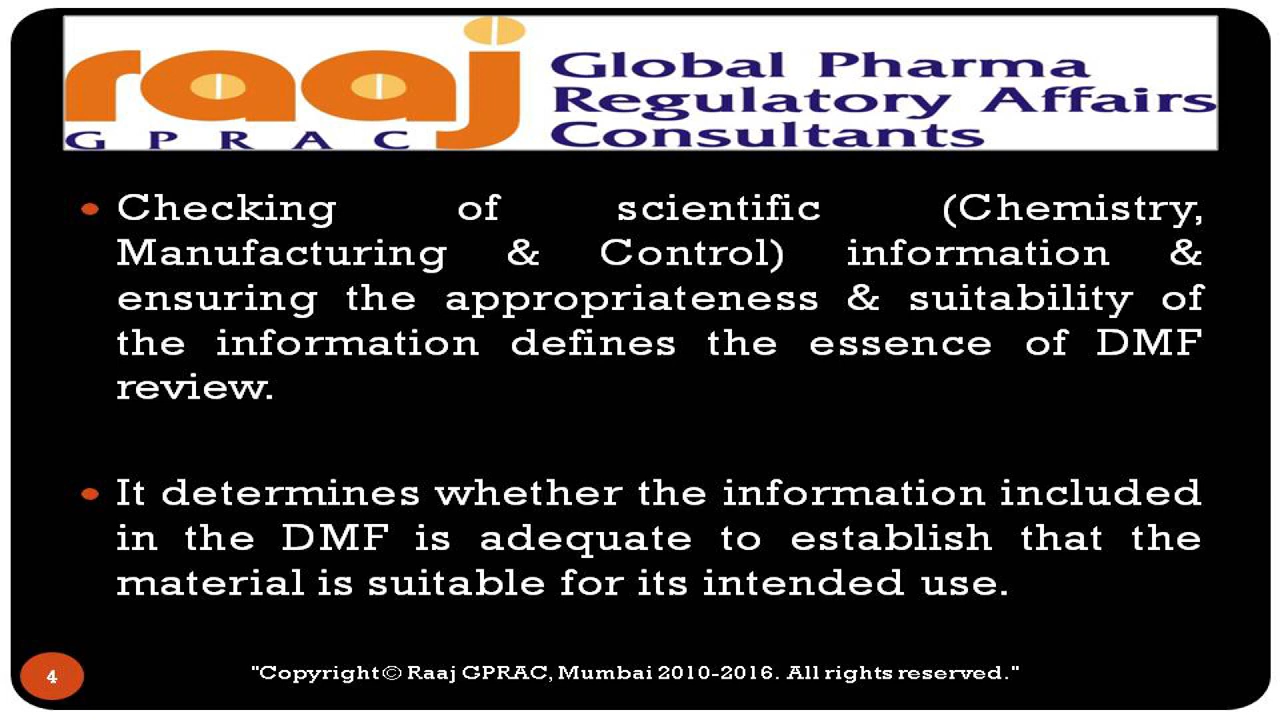 raaj
GPRAC
Global Pharma
Regulatory Affairs
Consultants
• Checking of scientific (Chemistry,
Manufacturing & Control) information &
ensuring the appropriateness & suitability of
the information defines the essence of DMF
review.
• It determines whether the information included
in the DMF is adequate to establish that the
material is suitable for its intended use.
4
"Copyright© Raaj GPRAC, Mumbai 2010-2016. All rights reserved."